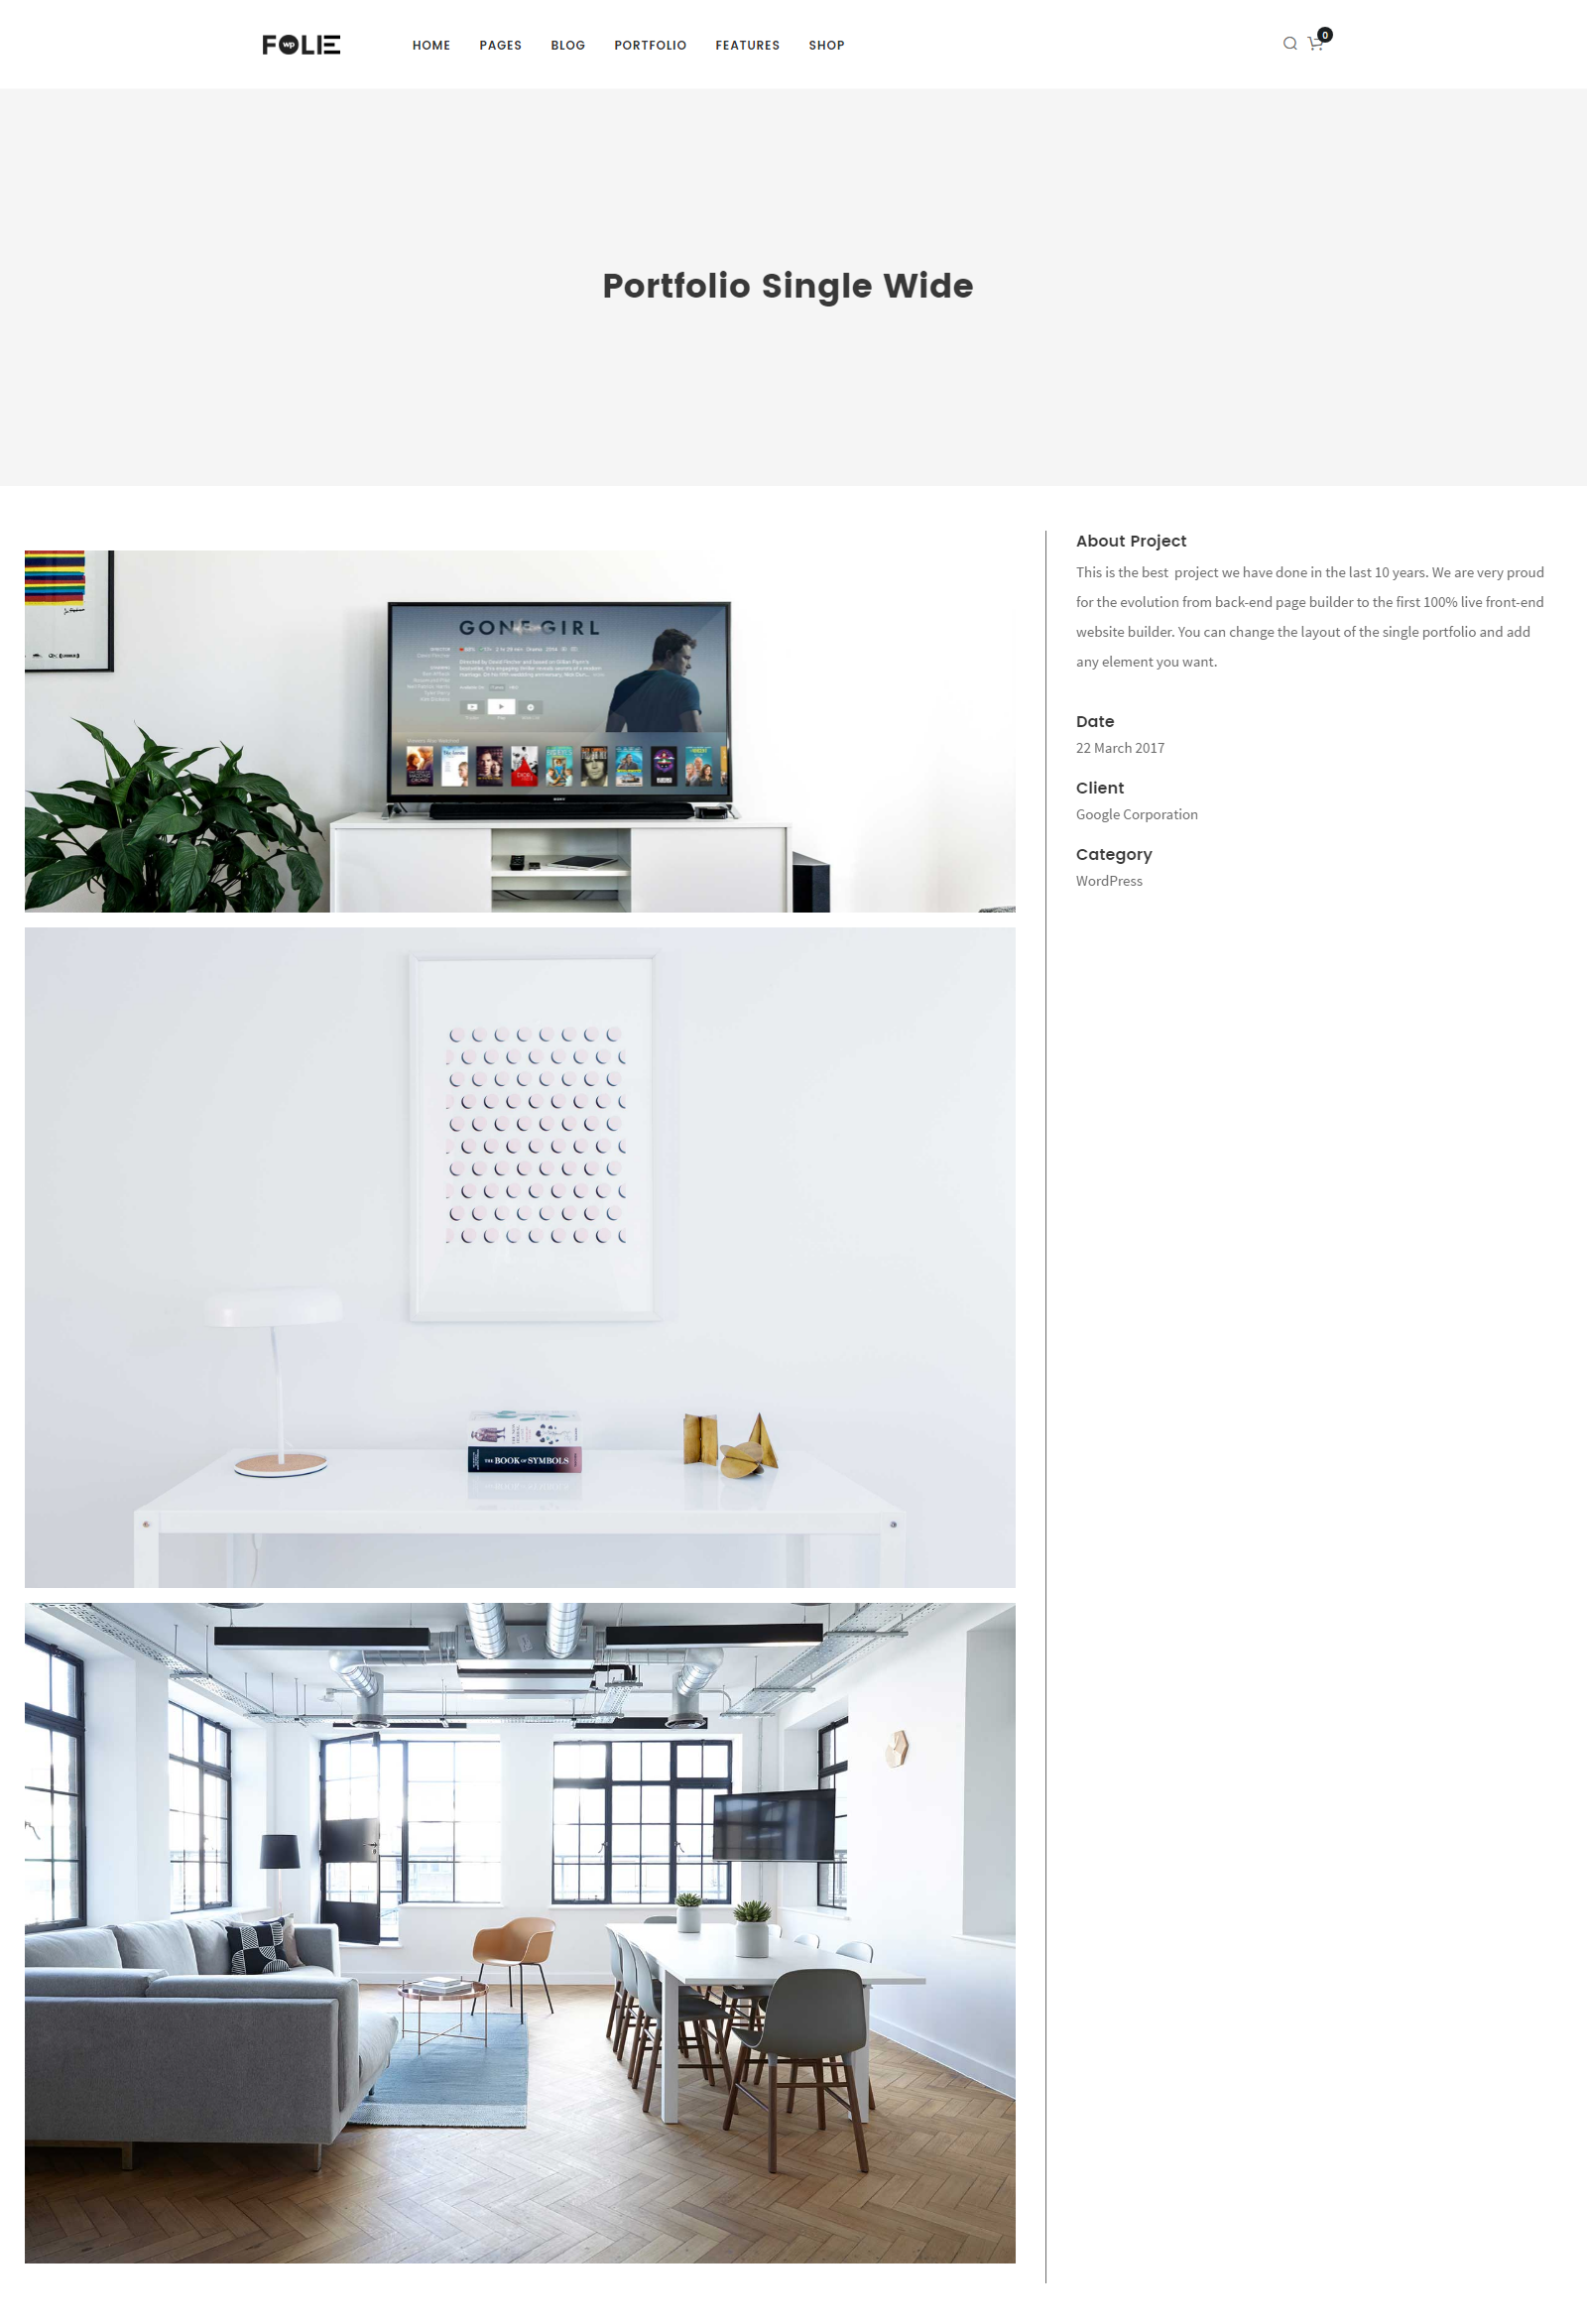 FOLIE
wp
HOME PAGES BLOG PORTFOLIO FEATURES SHOP
0
Portfolio Single Wide
GONE GIRL
THE BOOK OF SYMBOLS
About Project
This is the best project we have done in the last 10 years. We are very proud
for the evolution from back-end page builder to the first 100% live front-end
website builder. You can change the layout of the single portfolio and add
any element you want.
Date
22 March 2017
Client
Google Corporation
Category
WordPress